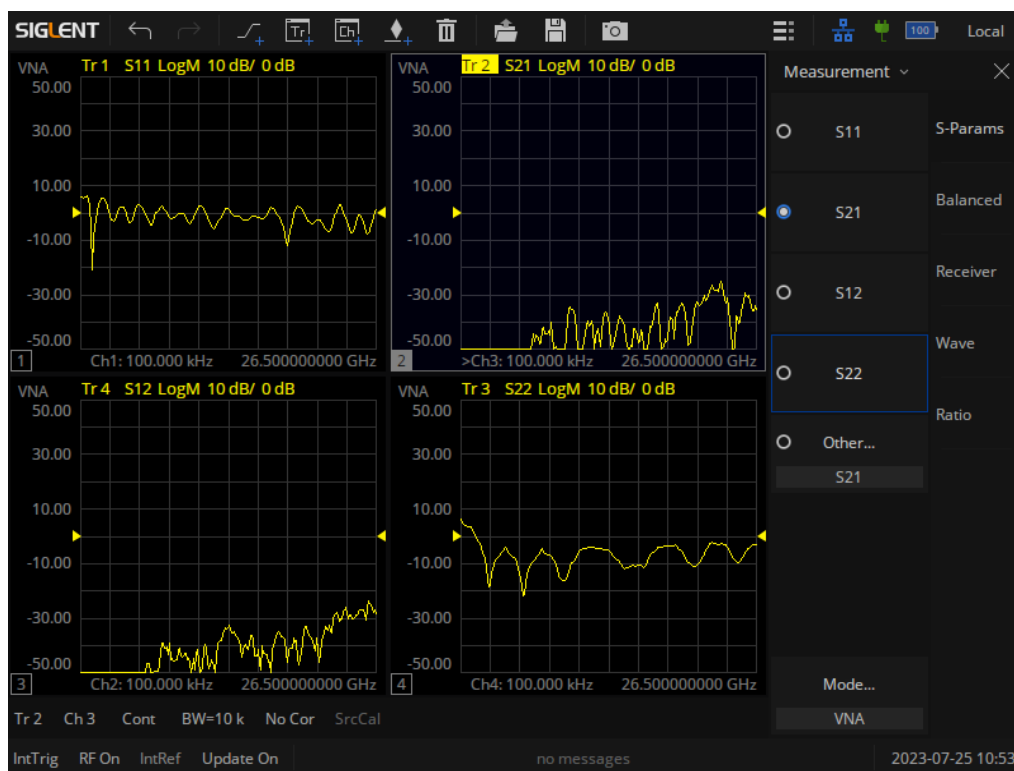 SIGLENT Tr Ch 100 Local
VNA Tr 1 S11 LogM 10 dB/ 0 dB
50.00
30.00
10.00
-10.00
-30.00
-50.00
1 Ch1: 100.000 kHz 26.500000000 GHz
VNA Tr 2 S21 LogM 10 dB/ 0 dB
50.00
30.00
10.00
-10.00
-30.00
-50.00
2 >Ch3: 100.000 kHz 26.500000000 GHz
VNA Tr 4 S12 LogM 10 dB/ 0 dB
50.00
30.00
10.00
-10.00
-30.00
-50.00
3 Ch2: 100.000 kHz 26.500000000 GHz
VNA Tr 3 S22 LogM 10 dB/ 0 dB
50.00
30.00
10.00
-10.00
-30.00
-50.00
4 Ch4: 100.000 kHz 26.500000000 GHz
Measurement
S11
S21
S12
S22
Other...
S21
Mode...
VNA
S-Params
Balanced
Receiver
Wave
Ratio
Tr 2 Ch 3 Cont BW=10 k No Cor SrcCal
IntTrig RF On IntRef Update On no messages 2023-07-25 10:53